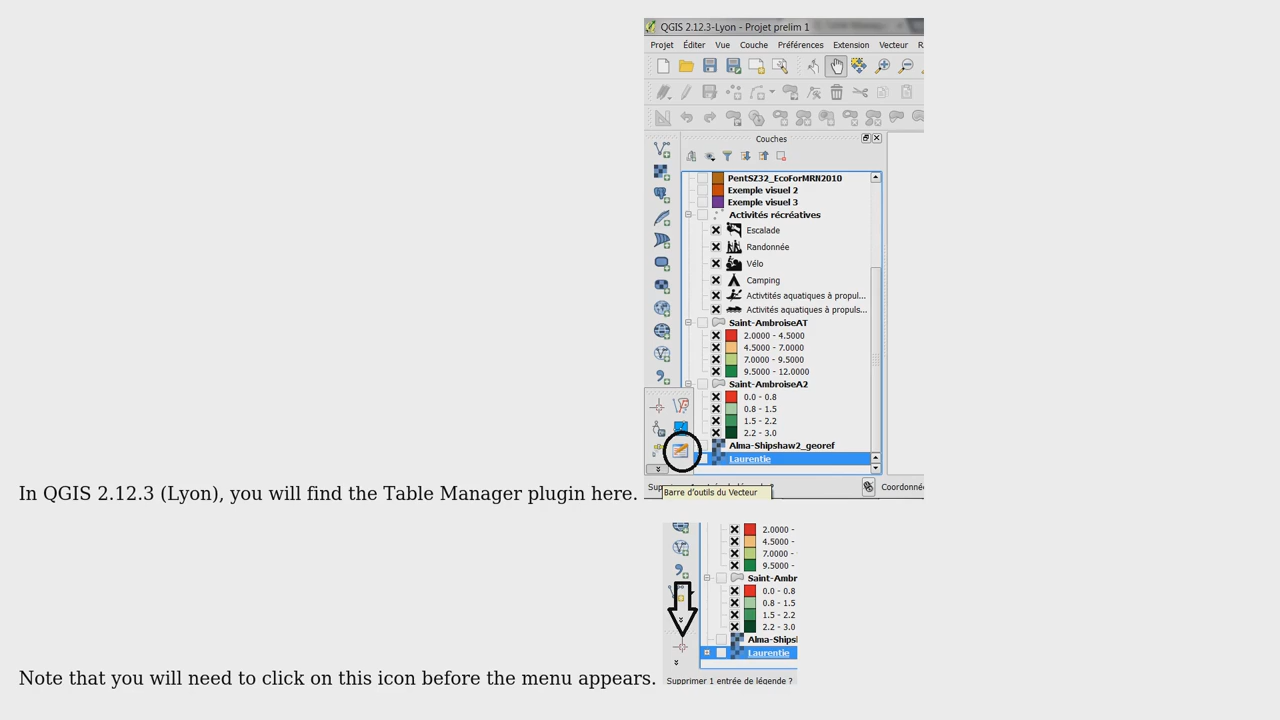 QGIS 2.12.3-Lyon - Projet prelim 1
Projet Éditer Vue Couche Préférences Extension Vecteur
Couches
PentSZ32_EcoForMRN2010
Exemple visuel 2
Exemple visuel 3
Activités récréatives
Escalade
Randonnée
Vélo
Camping
Activtités aquatiques à propul...
Activités aquatiques à propuls...
Saint-AmbroiseAT
2.0000 - 4.5000
4.5000 - 7.0000
7.0000 - 9.5000
9.5000 - 12.0000
Saint-AmbroiseA2
0.0 - 0.8
0.8 - 1.5
1.5 - 2.2
2.2 - 3.0
Alma-Shipshaw2_georef
Laurentie
Coordonnée
Barre d'outils du Vecteur
In QGIS 2.12.3 (Lyon), you will find the Table Manager plugin here.
2.0000 -
4.5000 -
7.0000 -
9.5000 -
Saint-Ambr
0.0 - 0.8
0.8 - 1.5
1.5 - 2.2
2.2 - 3.0
Alma-Ships
Laurentie
Supprimer 1 entrée de légende ?
Note that you will need to click on this icon before the menu appears.